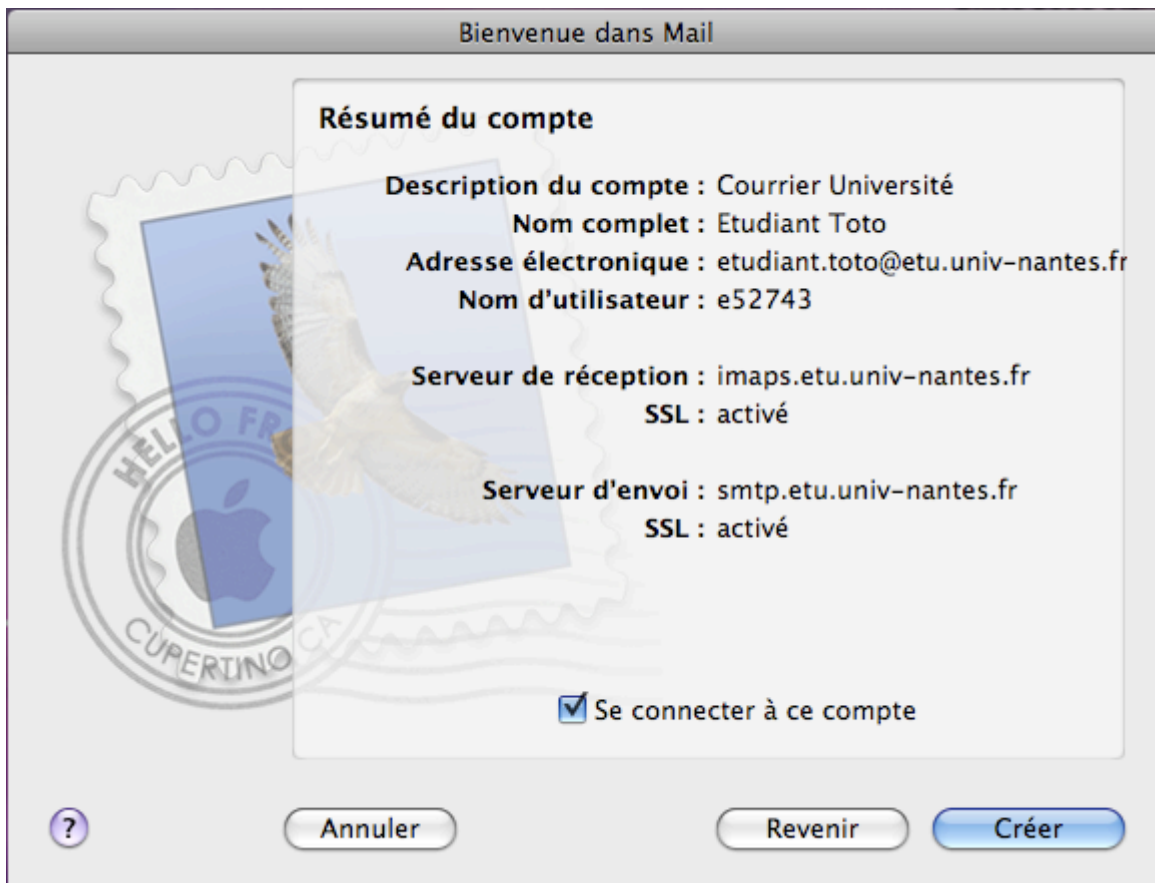 Bienvenue dans Mail
Résumé du compte
Description du compte : Courrier Université
Nom complet : Etudiant Toto
Adresse électronique : etudiant.toto@etu.univ-nantes.fr
Nom d'utilisateur : e52743
Serveur de réception : imaps.etu.univ-nantes.fr
SSL : activé
Serveur d'envoi : smtp.etu.univ-nantes.fr
SSL : activé
HELLO FR
CUPERTINO CA
Se connecter à ce compte
?
Annuler
Revenir
Créer